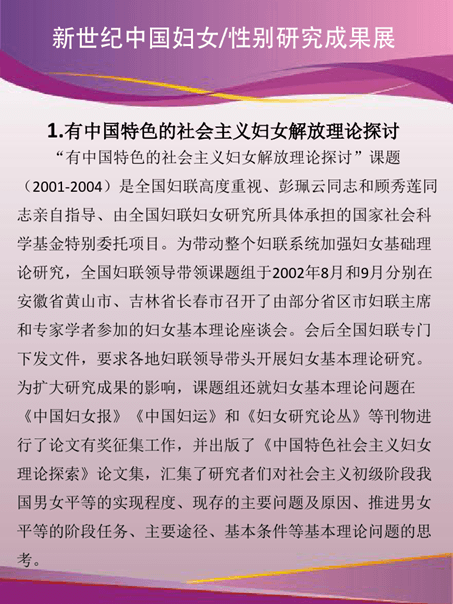 新世纪中国妇女/性别研究成果展
1.有中国特色的社会主义妇女解放理论探讨
“有中国特色的社会主义妇女解放理论探讨”课题
（2001-2004）是全国妇联高度重视、彭珮云同志和顾秀莲同
志亲自指导、由全国妇联妇女研究所具体承担的国家社会科
学基金特别委托项目。为带动整个妇联系统加强妇女基础理
论研究，全国妇联领导带领课题组于2002年8月和9月分别在
安徽省黄山市、吉林省长春市召开了由部分省区市妇联主席
和专家学者参加的妇女基本理论座谈会。会后全国妇联专门
下发文件，要求各地妇联领导带头开展妇女基本理论研究。
为扩大研究成果的影响，课题组还就妇女基本理论问题在
《中国妇女报》《中国妇运》和《妇女研究论丛》等刊物进
行了论文有奖征集工作，并出版了《中国特色社会主义妇女
理论探索》论文集，汇集了研究者们对社会主义初级阶段我
国男女平等的实现程度、现存的主要问题及原因、推进男女
平等的阶段任务、主要途径、基本条件等基本理论问题的思
考。